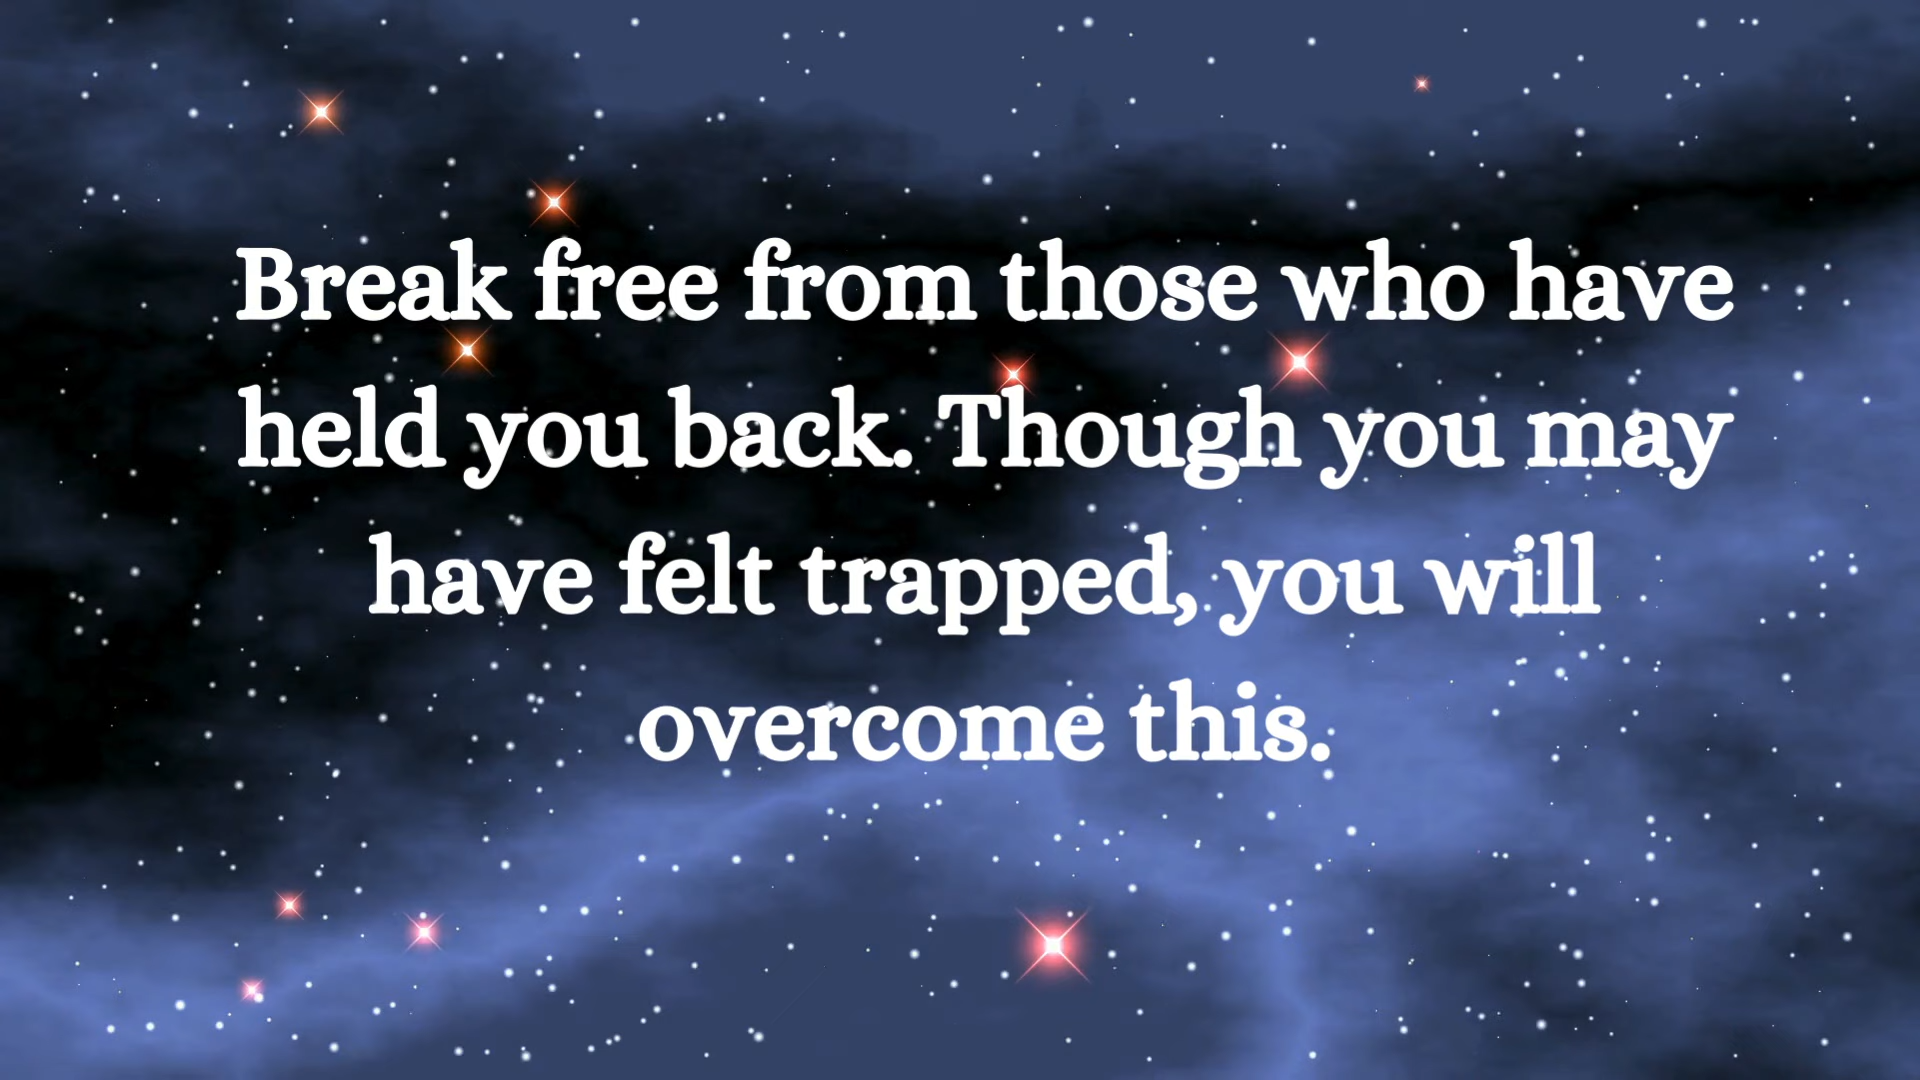 Break free from those who have
held you back. Though you may
have felt trapped, you will
overcome this.